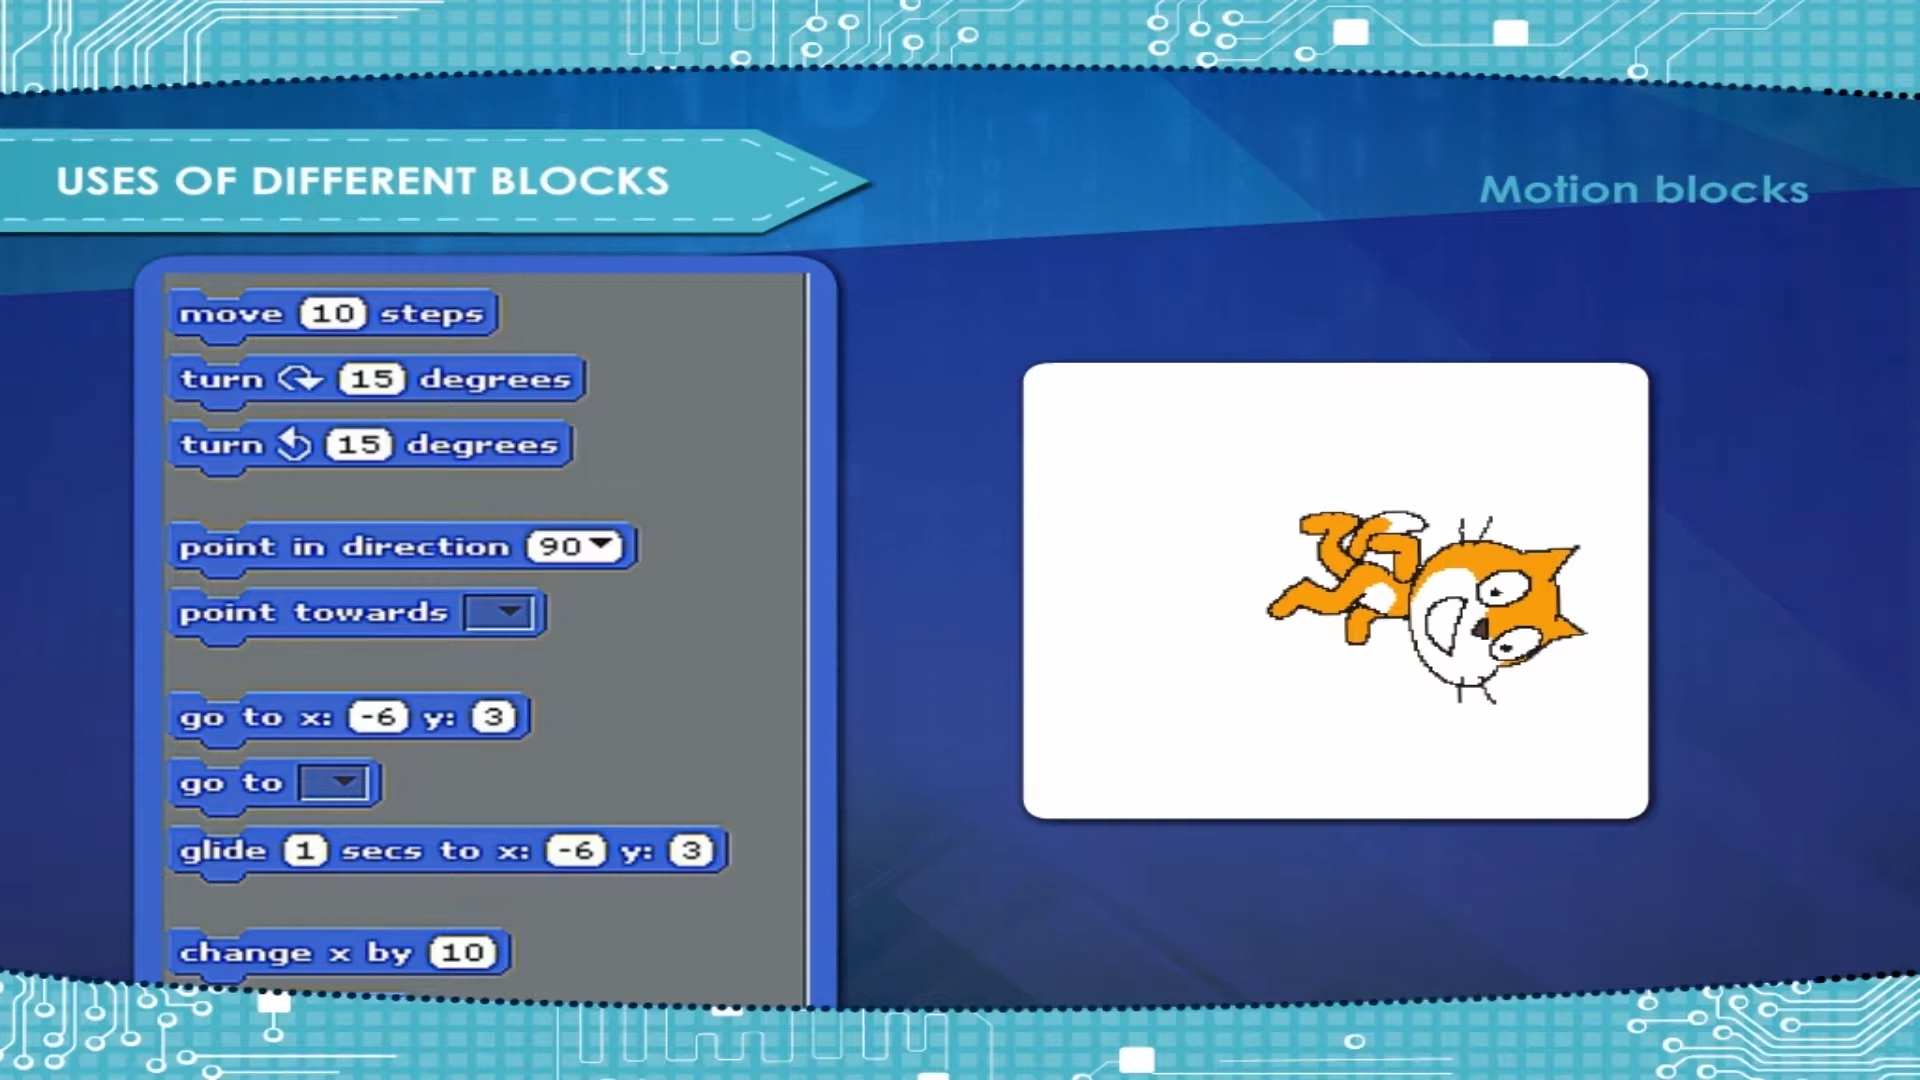 USES OF DIFFERENT BLOCKS
Motion blocks
move 10 steps
turn 15 degrees
turn 15 degrees
point in direction 90
point towards
go to x: -6 y: 3
go to
glide 1 secs to x: -6 y: 3
change x by 10